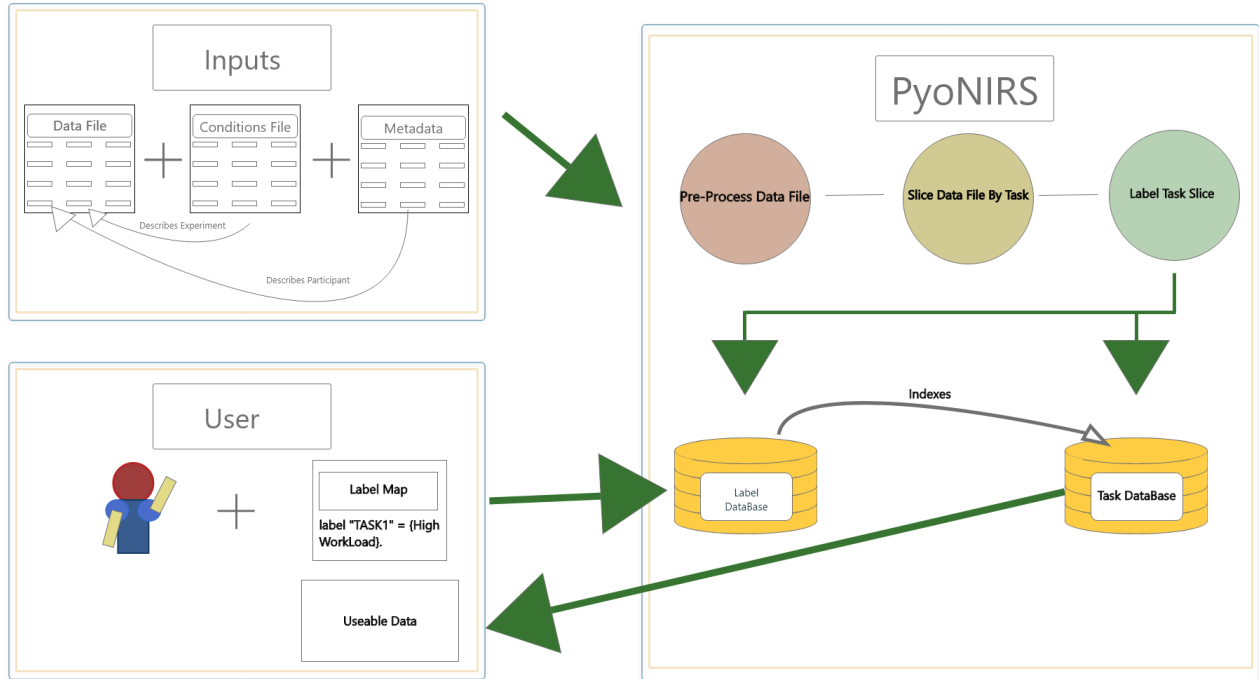 Inputs
Data File
Conditions File
Metadata
Describes Experiment
Describes Participant
User
Label Map
label "TASK1" = {High
WorkLoad}.
Useable Data
PyoNIRS
Pre-Process Data File
Slice Data File By Task
Label Task Slice
Indexes
Label
DataBase
Task DataBase